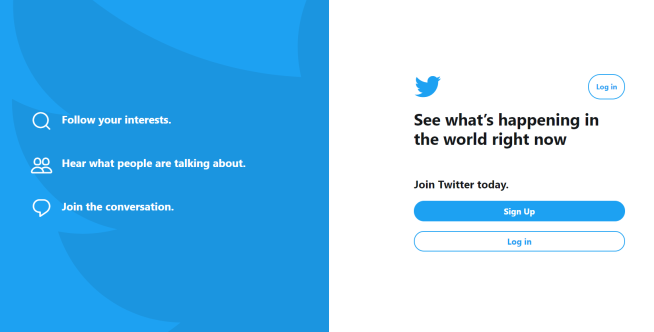 Follow your interests.
Hear what people are talking about.
Join the conversation.
Log in
See what’s happening in
the world right now
Join Twitter today.
Sign Up
Log in